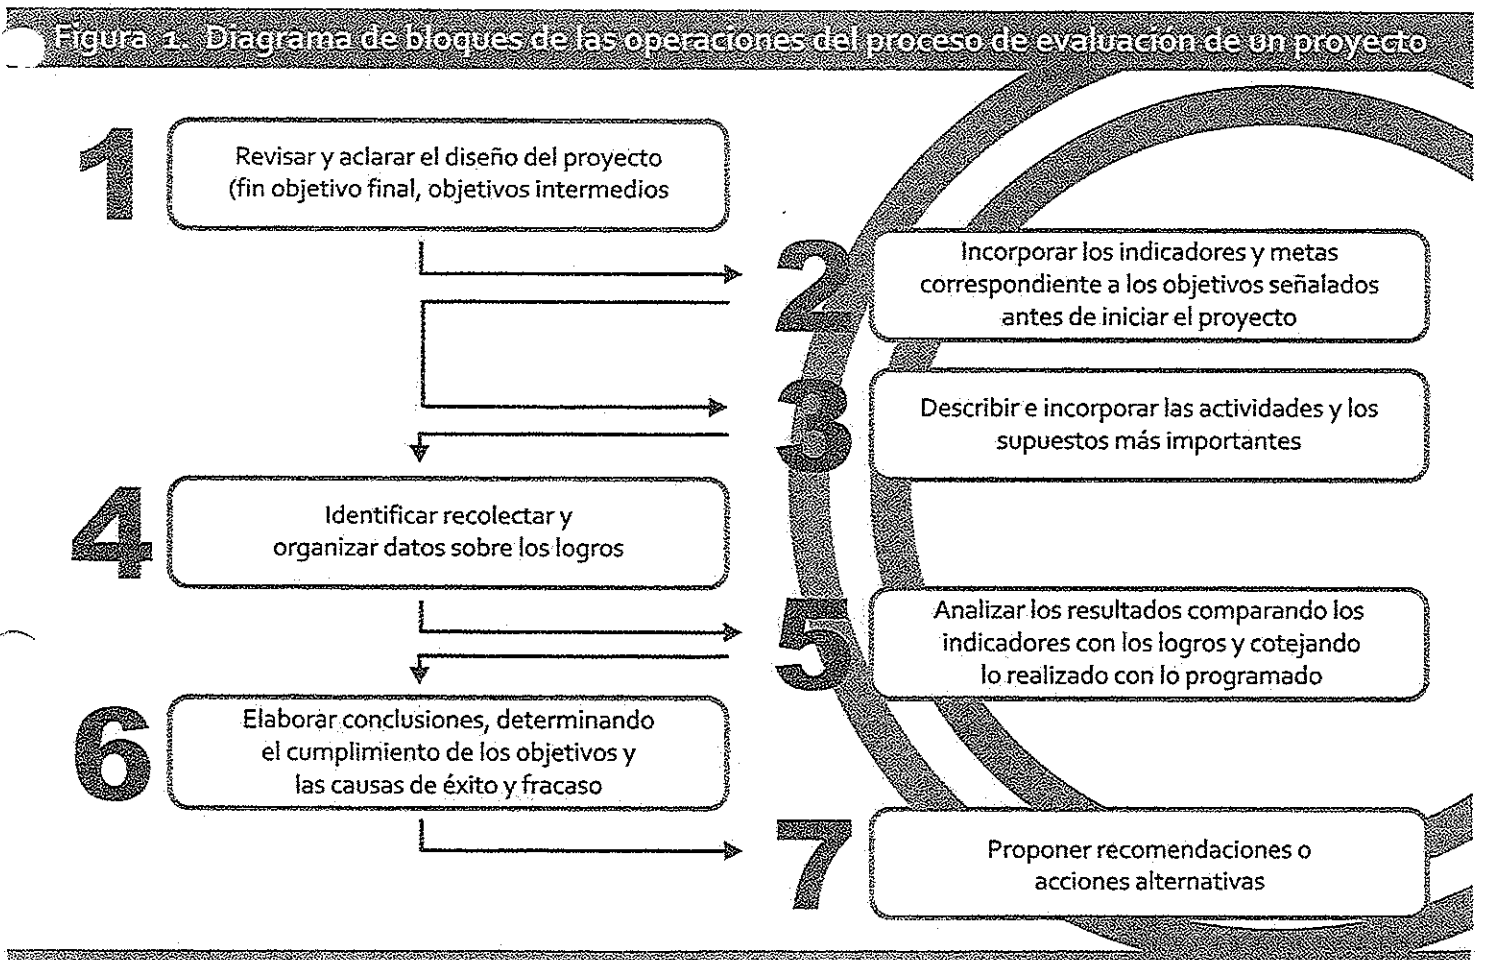 Figura 1. Diagrama de bloques de las operaciones del proceso de evaluación de un proyecto
1
Revisar y aclarar el diseño del proyecto
(fin objetivo final, objetivos intermedios
2
Incorporar los indicadores y metas
correspondiente a los objetivos señalados
antes de iniciar el proyecto
3
Describir e incorporar las actividades y los
supuestos más importantes
4
Identificar recolectar y
organizar datos sobre los logros
5
Analizar los resultados comparando los
indicadores con los logros y cotejando
lo realizado con lo programado
6
Elaborar conclusiones, determinando
el cumplimiento de los objetivos y
las causas de éxito y fracaso
7
Proponer recomendaciones o
acciones alternativas